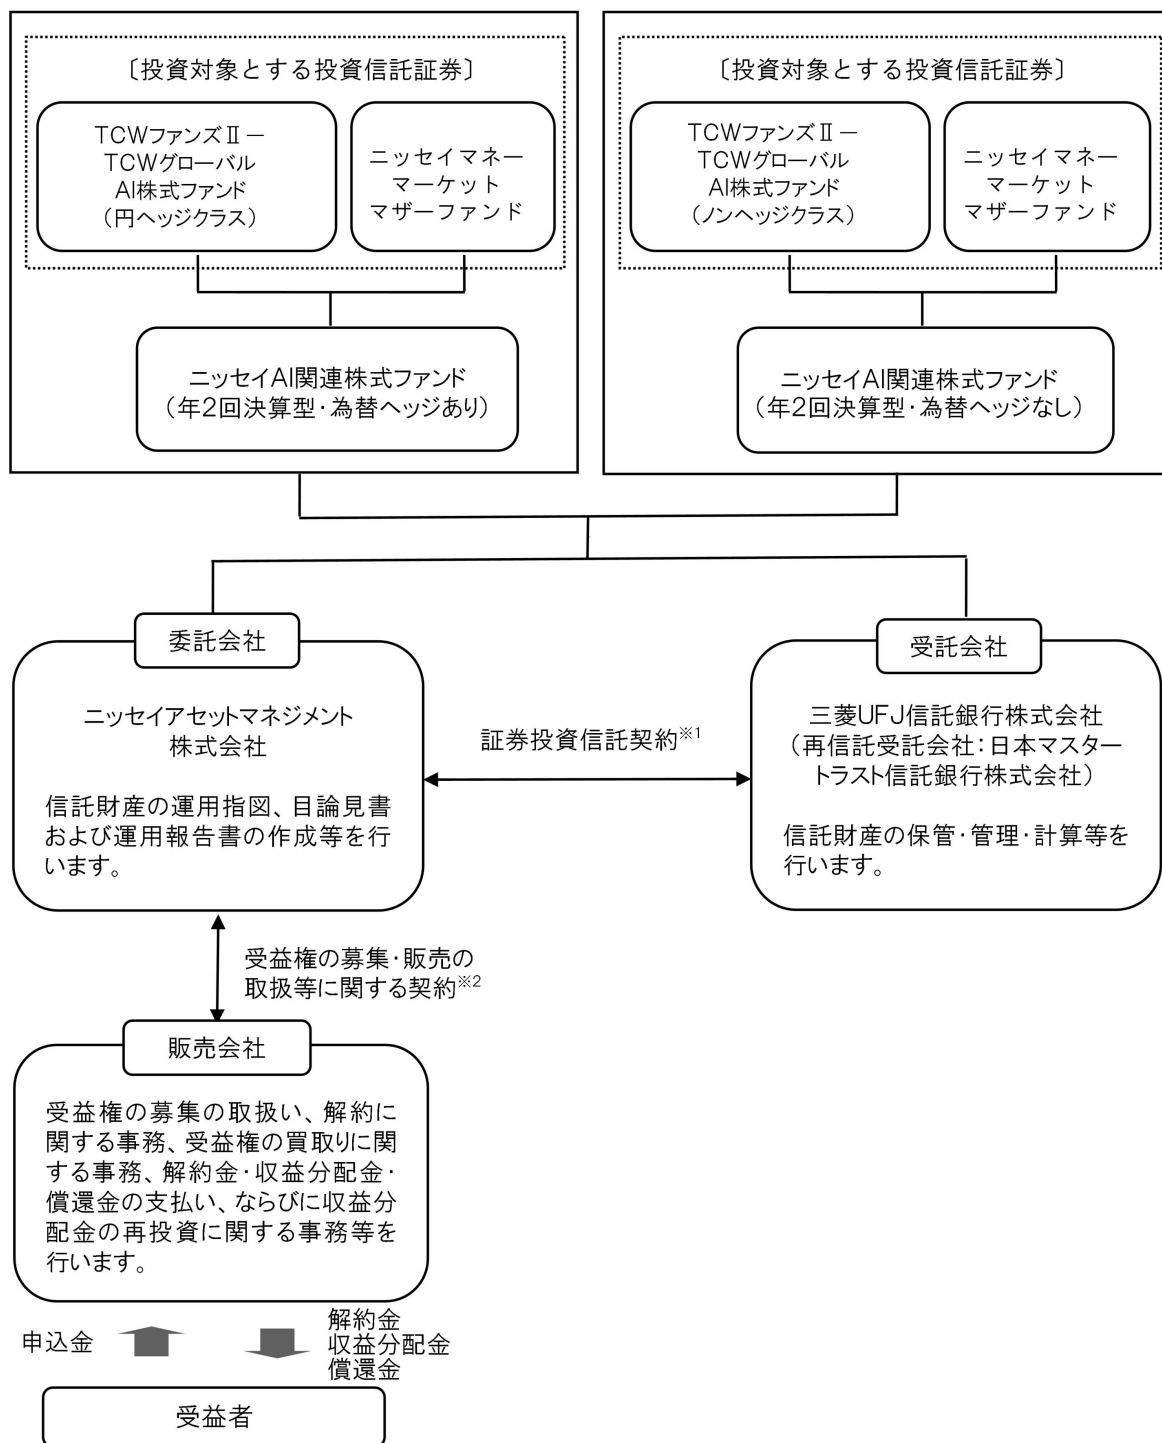 〔投資対象とする投資信託証券〕
TCWファンズⅡ－
TCWグローバル
AI株式ファンド
（円ヘッジクラス）
ニッセイマネー
マーケット
マザーファンド
ニッセイAI関連株式ファンド
（年2回決算型・為替ヘッジあり）
〔投資対象とする投資信託証券〕
TCWファンズⅡ－
TCWグローバル
AI株式ファンド
（ノンヘッジクラス）
ニッセイマネー
マーケット
マザーファンド
ニッセイAI関連株式ファンド
（年2回決算型・為替ヘッジなし）
委託会社
ニッセイアセットマネジメント
株式会社
信託財産の運用指図、目論見書
および運用報告書の作成等を行
います。
証券投資信託契約※1
受託会社
三菱UFJ信託銀行株式会社
（再信託受託会社：日本マスター
トラスト信託銀行株式会社）
信託財産の保管・管理・計算等を
行います。
受益権の募集・販売の
取扱等に関する契約※2
販売会社
受益権の募集の取扱い、解約に
関する事務、受益権の買取りに関
する事務、解約金・収益分配金・
償還金の支払い、ならびに収益分
配金の再投資に関する事務等を
行います。
申込金
解約金
収益分配金
償還金
受益者